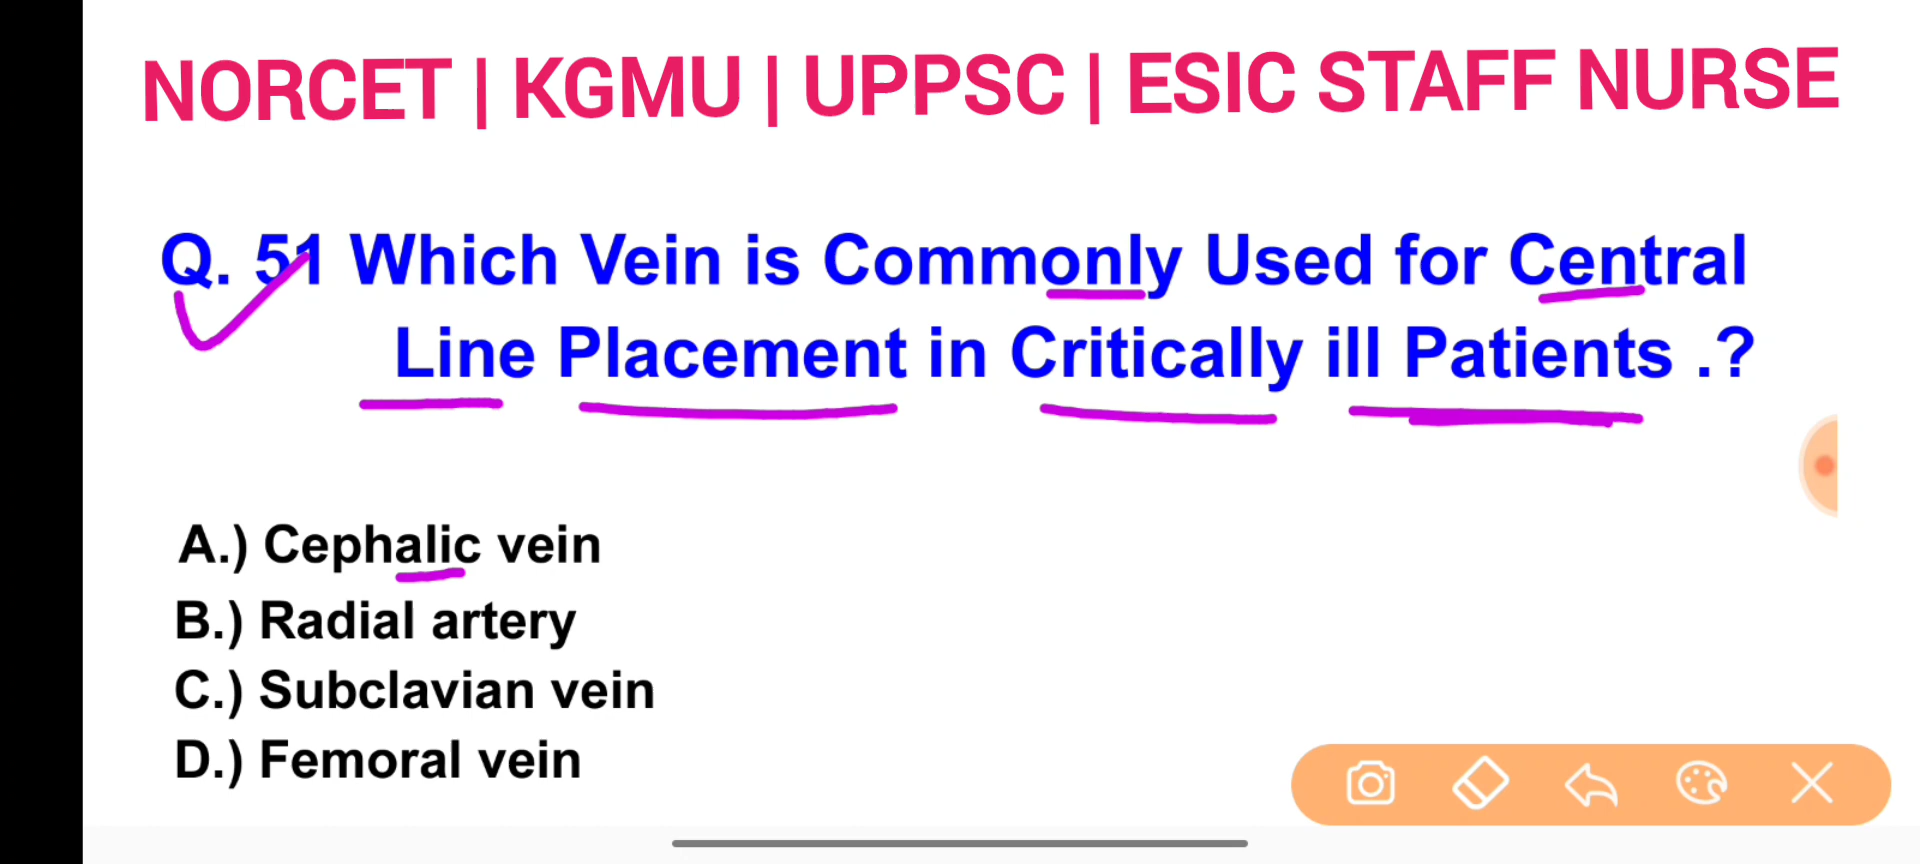 NORCET | KGMU | UPPSC | ESIC STAFF NURSE
Q. 51 Which Vein is Commonly Used for Central
Line Placement in Critically ill Patients .?
A.) Cephalic vein
B.) Radial artery
C.) Subclavian vein
D.) Femoral vein